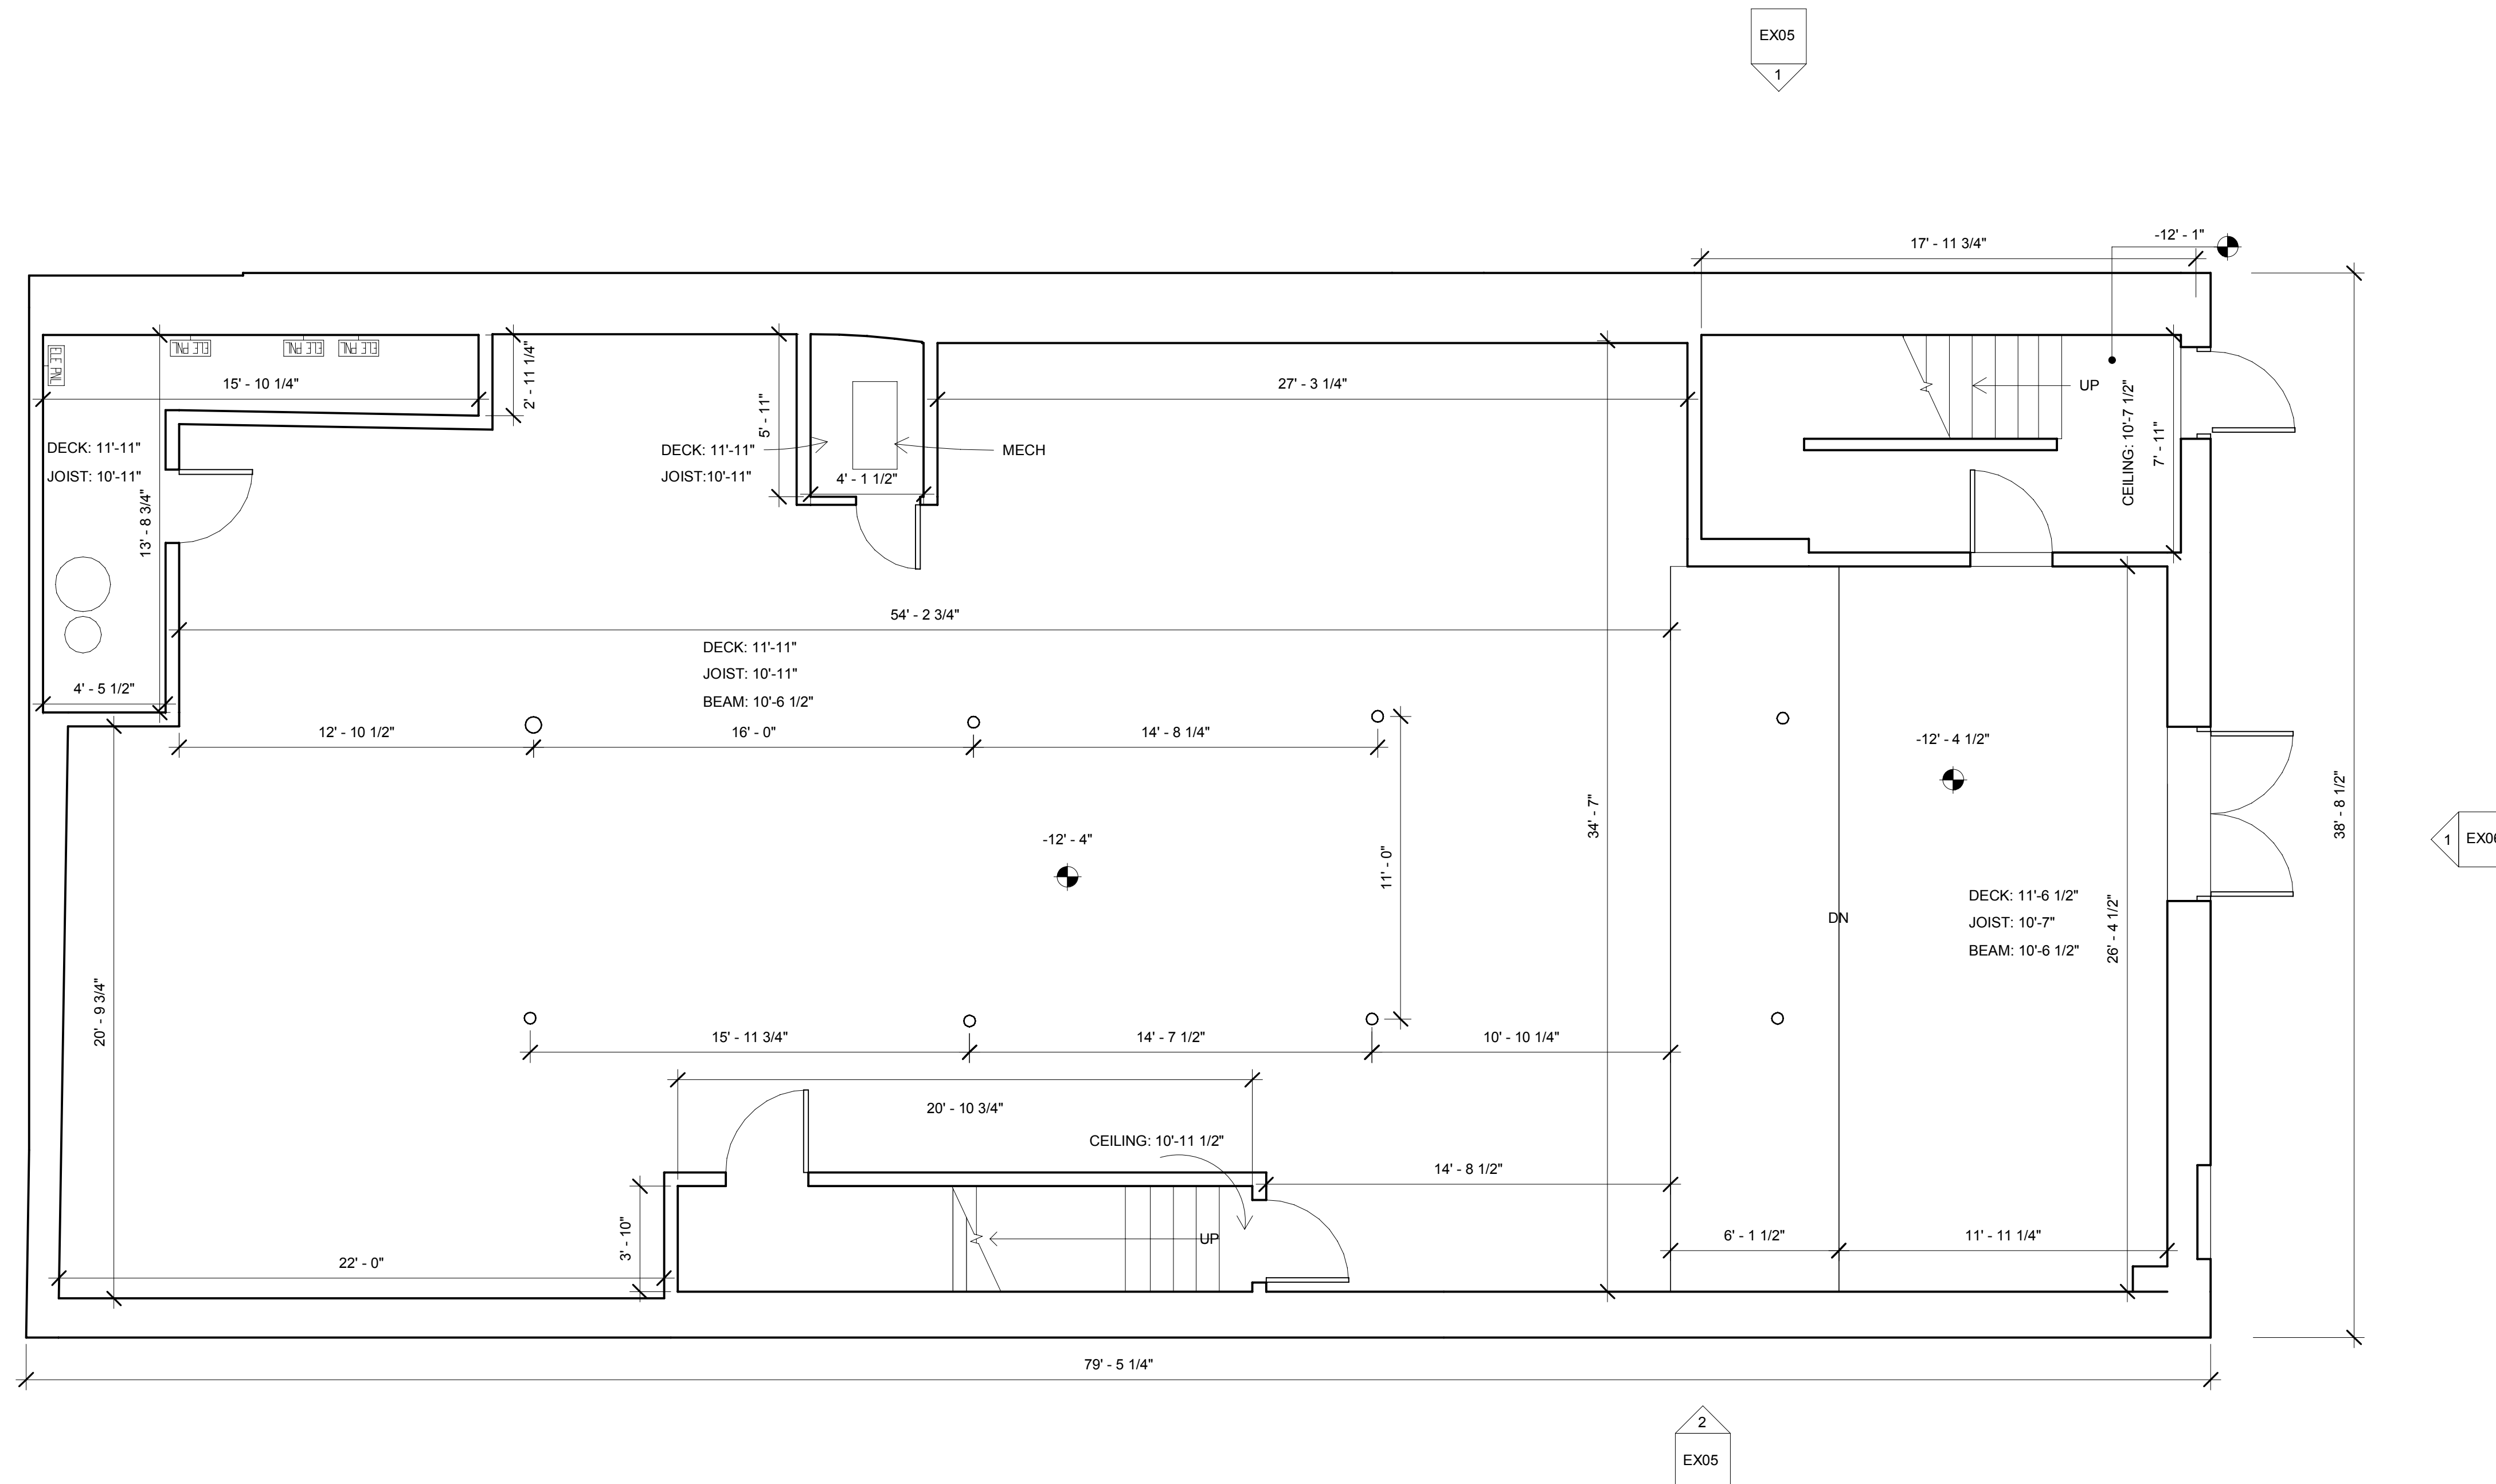 EX05
1
17' - 11 3/4"
-12' - 1"
ELE PNL
ELE PNL
ELE PNL
ELE PNL
15' - 10 1/4"
2' - 11 1/4"
27' - 3 1/4"
UP
5' - 11"
CEILING: 10'-7 1/2"
7' - 11"
DECK: 11'-11"
JOIST: 10'-11"
DECK: 11'-11"
JOIST:10'-11"
MECH
4' - 1 1/2"
13' - 8 3/4"
54' - 2 3/4"
DECK: 11'-11"
JOIST: 10'-11"
BEAM: 10'-6 1/2"
4' - 5 1/2"
12' - 10 1/2"
16' - 0"
14' - 8 1/4"
-12' - 4 1/2"
34' - 7"
38' - 8 1/2"
1
EX06
-12' - 4"
11' - 0"
DN
DECK: 11'-6 1/2"
JOIST: 10'-7"
BEAM: 10'-6 1/2"
26' - 4 1/2"
20' - 9 3/4"
15' - 11 3/4"
14' - 7 1/2"
10' - 10 1/4"
20' - 10 3/4"
CEILING: 10'-11 1/2"
14' - 8 1/2"
3' - 10"
UP
6' - 1 1/2"
11' - 11 1/4"
22' - 0"
79' - 5 1/4"
2
EX05